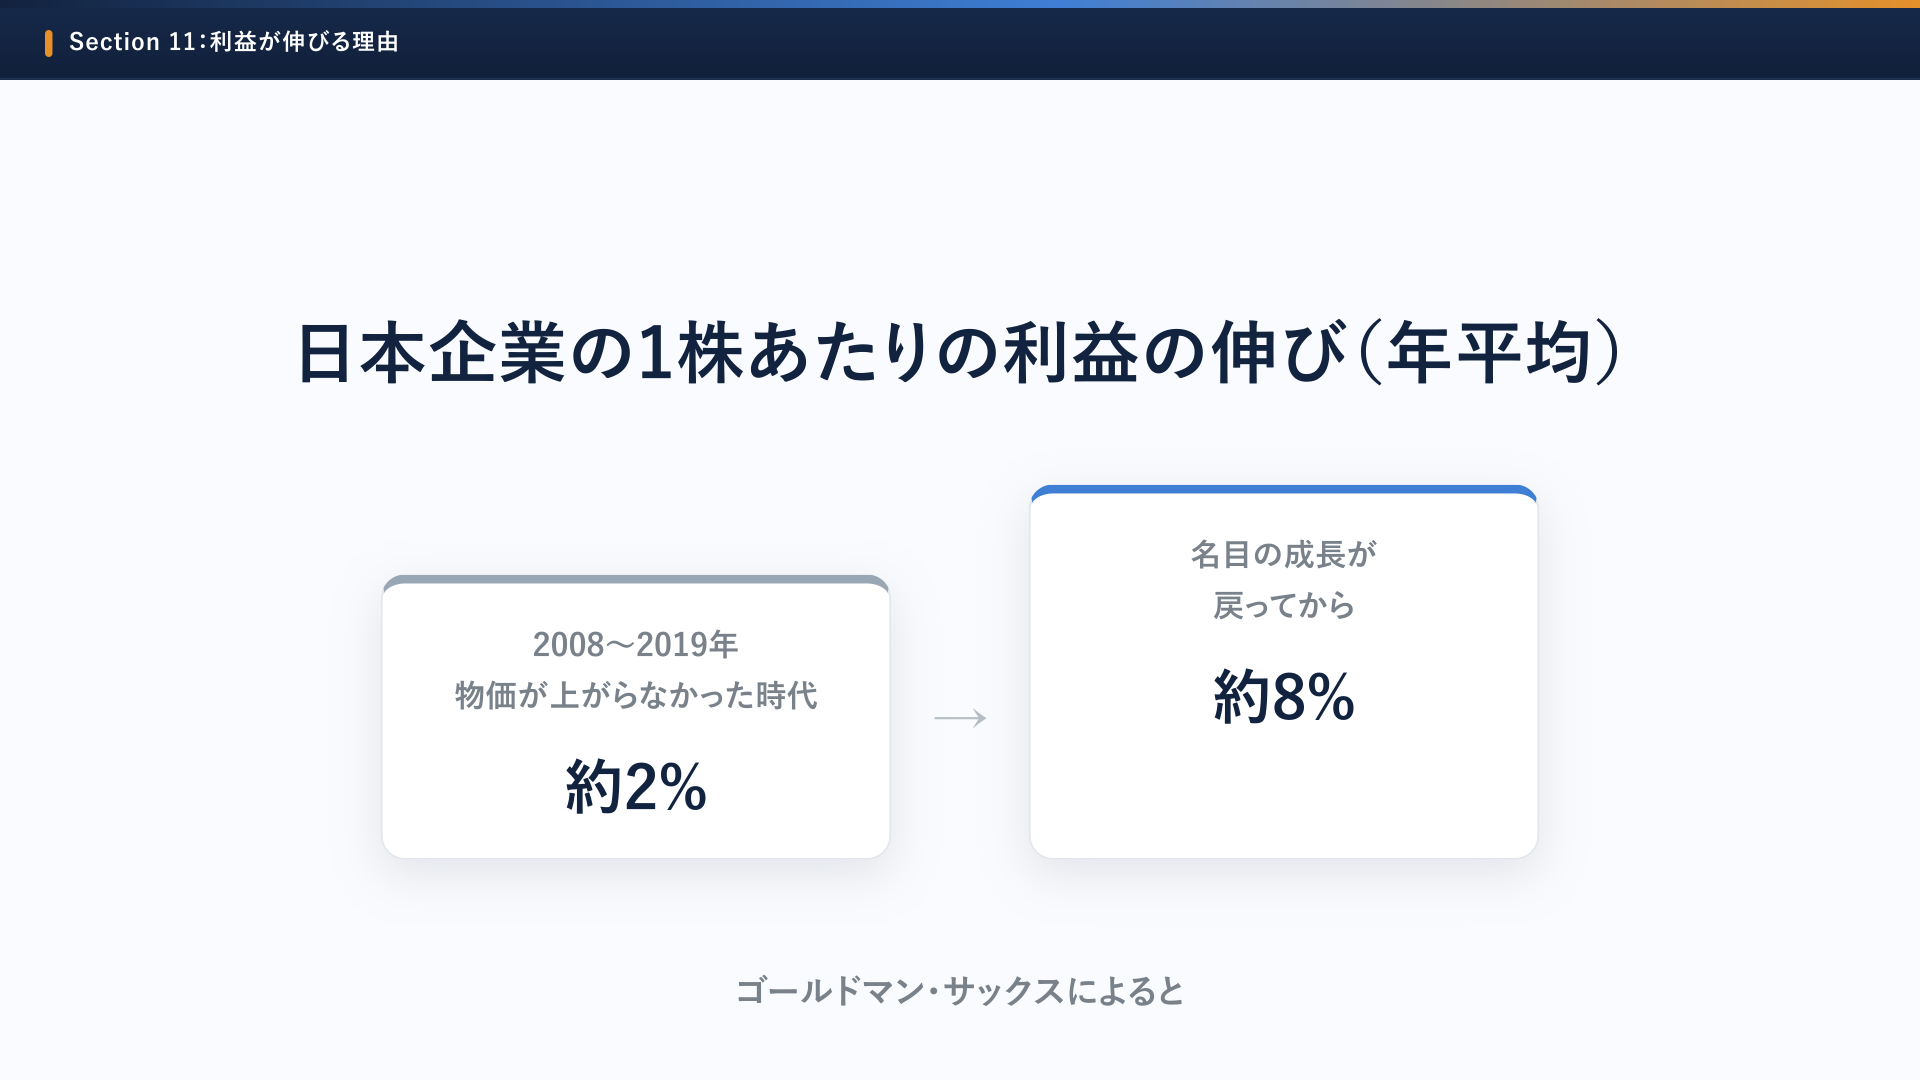 Section 11：利益が伸びる理由
日本企業の1株あたりの利益の伸び（年平均）
2008〜2019年
物価が上がらなかった時代
約2%
→
名目の成長が
戻ってから
約8%
ゴールドマン・サックスによると